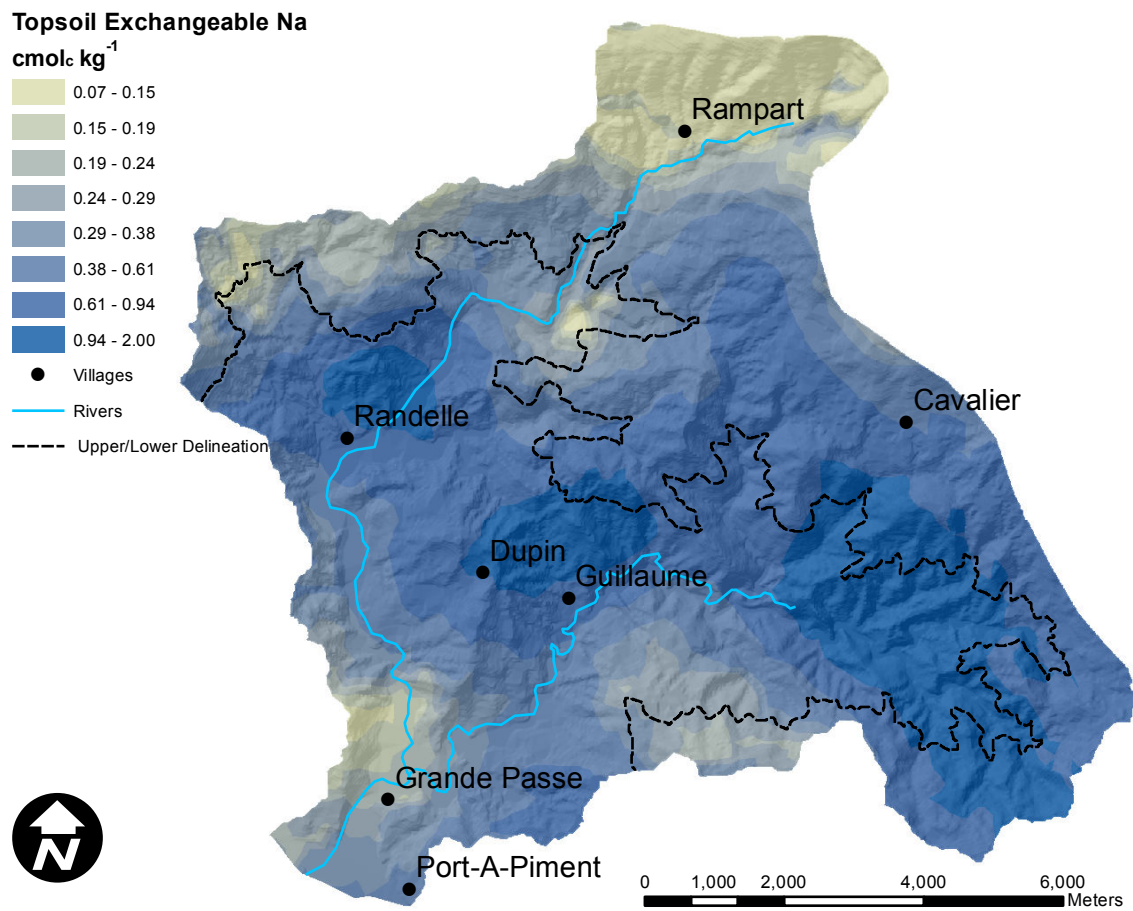 Topsoil Exchangeable Na
cmolc kg-1
0.07 - 0.15
0.15 - 0.19
0.19 - 0.24
0.24 - 0.29
0.29 - 0.38
0.38 - 0.61
0.61 - 0.94
0.94 - 2.00
Villages
Rivers
Upper/Lower Delineation
Rampart
Cavalier
Randelle
Dupin
Guillaume
Grande Passe
Port-A-Piment
N
0 1,000 2,000 4,000 6,000
Meters